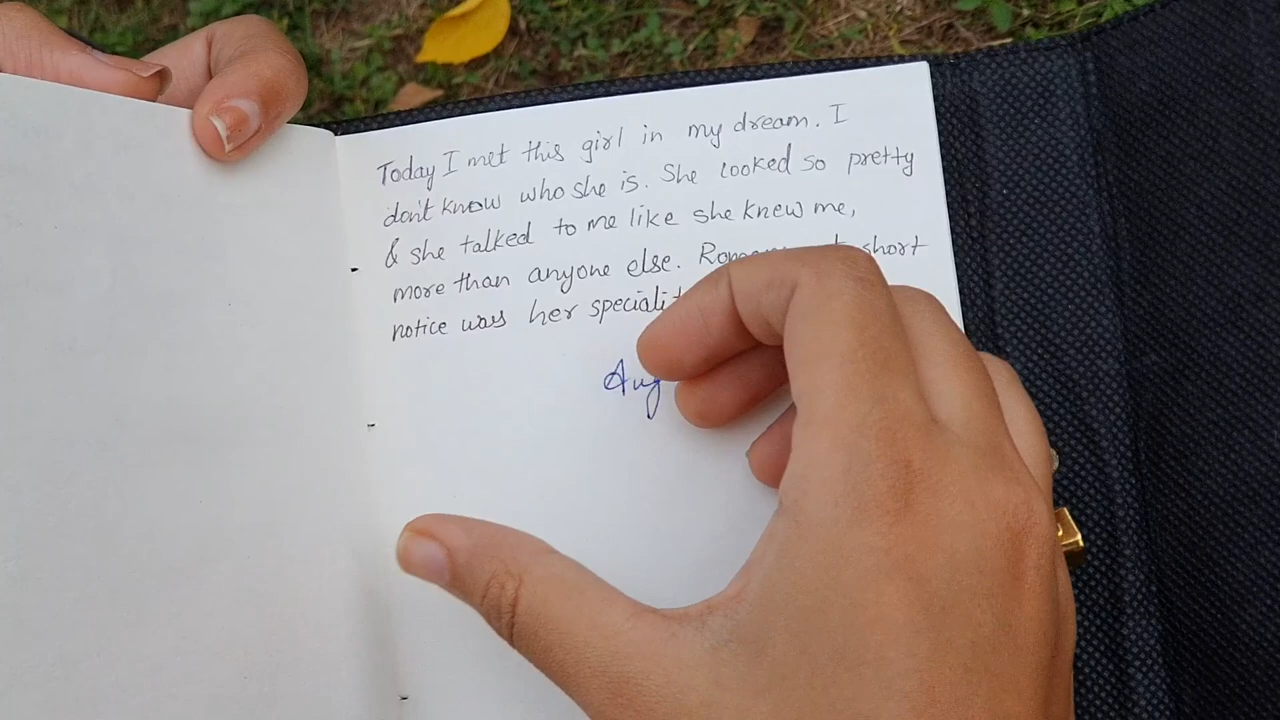 Today I met this girl in my dream. I
don't know who she is. She looked so pretty
& she talked to me like she knew me,
more than anyone else. short
notice was her